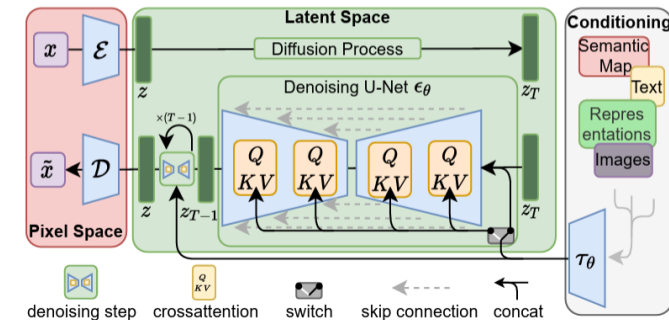 Latent Space
Conditioning
x
ℰ
Diffusion Process
Semantic
Map
z
z_T
Text
Denoising U-Net ϵ_θ
Repres
entations
×(T−1)
Images
x̃
D
Q
KV
Q
KV
Q
KV
Q
KV
z
z_{T−1}
z_T
Pixel Space
τ_θ
Q
KV
denoising step
crossattention
switch
skip connection
concat